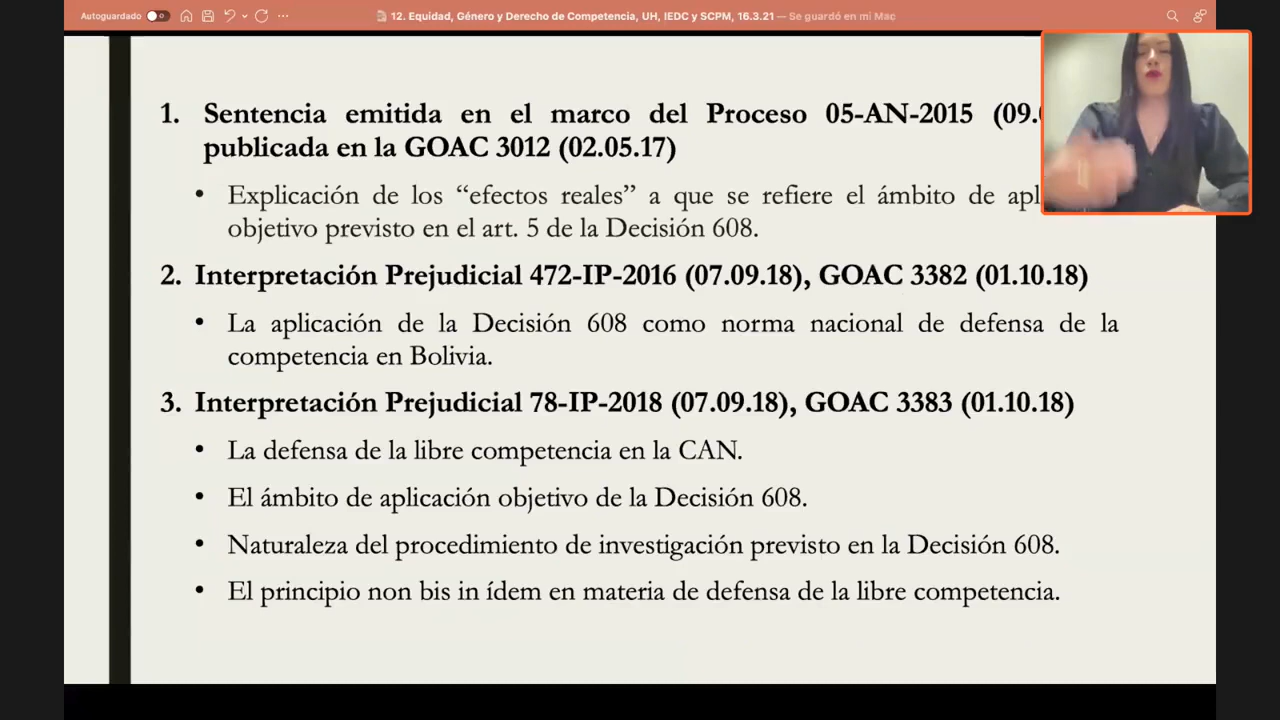 Autoguardado
12. Equidad, Género y Derecho de Competencia, UH, IEDC y SCPM, 16.3.21 — Se guardó en mi Mac
1. Sentencia emitida en el marco del Proceso 05-AN-2015 (09.
publicada en la GOAC 3012 (02.05.17)
• Explicación de los “efectos reales” a que se refiere el ámbito de
objetivo previsto en el art. 5 de la Decisión 608.
2. Interpretación Prejudicial 472-IP-2016 (07.09.18), GOAC 3382 (01.10.18)
• La aplicación de la Decisión 608 como norma nacional de defensa de la
competencia en Bolivia.
3. Interpretación Prejudicial 78-IP-2018 (07.09.18), GOAC 3383 (01.10.18)
• La defensa de la libre competencia en la CAN.
• El ámbito de aplicación objetivo de la Decisión 608.
• Naturaleza del procedimiento de investigación previsto en la Decisión 608.
• El principio non bis in ídem en materia de defensa de la libre competencia.